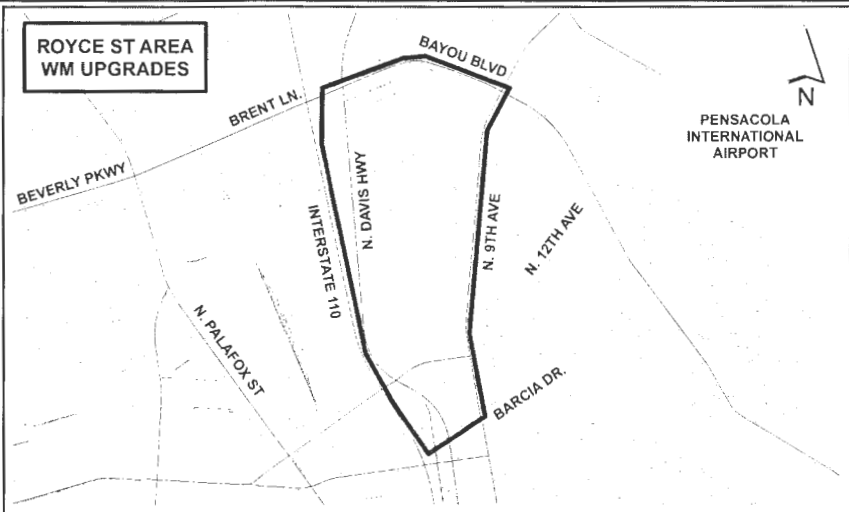 ROYCE ST AREA
WM UPGRADES
BAYOU BLVD
BRENT LN.
BEVERLY PKWY
N
PENSACOLA
INTERNATIONAL
AIRPORT
N. DAVIS HWY
INTERSTATE 110
N. 9TH AVE
N. 12TH AVE
N. PALAFOX ST
BARCIA DR.